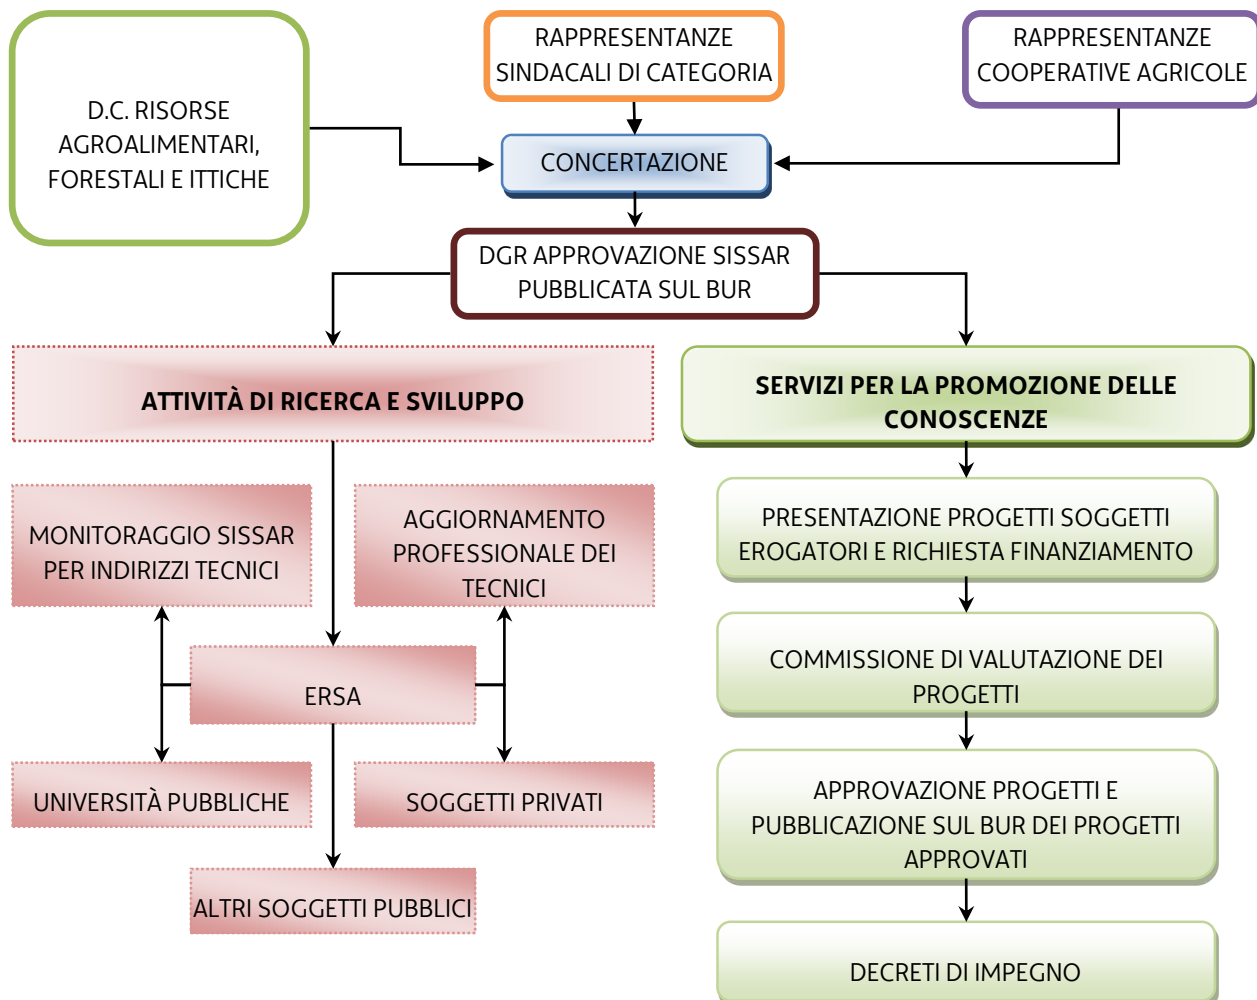 D.C. RISORSE
AGROALIMENTARI,
FORESTALI E ITTICHE
RAPPRESENTANZE
SINDACALI DI CATEGORIA
RAPPRESENTANZE
COOPERATIVE AGRICOLE
CONCERTAZIONE
DGR APPROVAZIONE SISSAR
PUBBLICATA SUL BUR
ATTIVITÀ DI RICERCA E SVILUPPO
SERVIZI PER LA PROMOZIONE DELLE
CONOSCENZE
MONITORAGGIO SISSAR
PER INDIRIZZI TECNICI
AGGIORNAMENTO
PROFESSIONALE DEI
TECNICI
ERSA
UNIVERSITÀ PUBBLICHE
SOGGETTI PRIVATI
ALTRI SOGGETTI PUBBLICI
PRESENTAZIONE PROGETTI SOGGETTI
EROGATORI E RICHIESTA FINANZIAMENTO
COMMISSIONE DI VALUTAZIONE DEI
PROGETTI
APPROVAZIONE PROGETTI E
PUBBLICAZIONE SUL BUR DEI PROGETTI
APPROVATI
DECRETI DI IMPEGNO